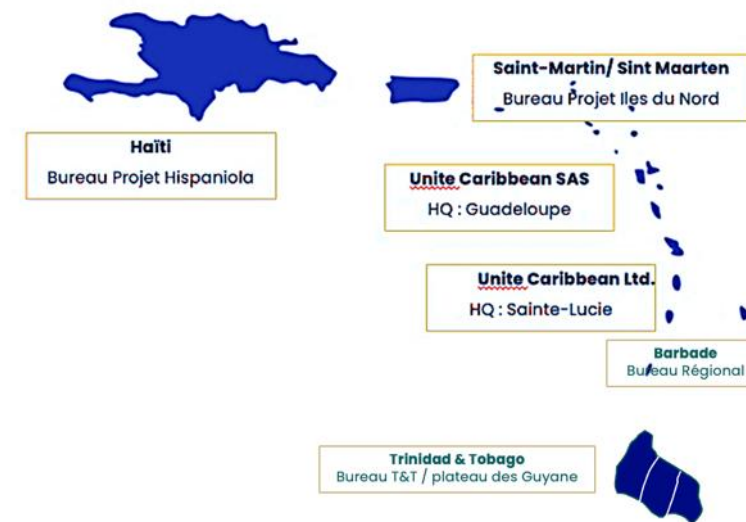 Saint-Martin/ Sint Maarten
Bureau Projet Iles du Nord
Haïti
Bureau Projet Hispaniola
Unite Caribbean SAS
HQ : Guadeloupe
Unite Caribbean Ltd.
HQ : Sainte-Lucie
Barbade
Bureau Régional
Trinidad & Tobago
Bureau T&T / plateau des Guyane